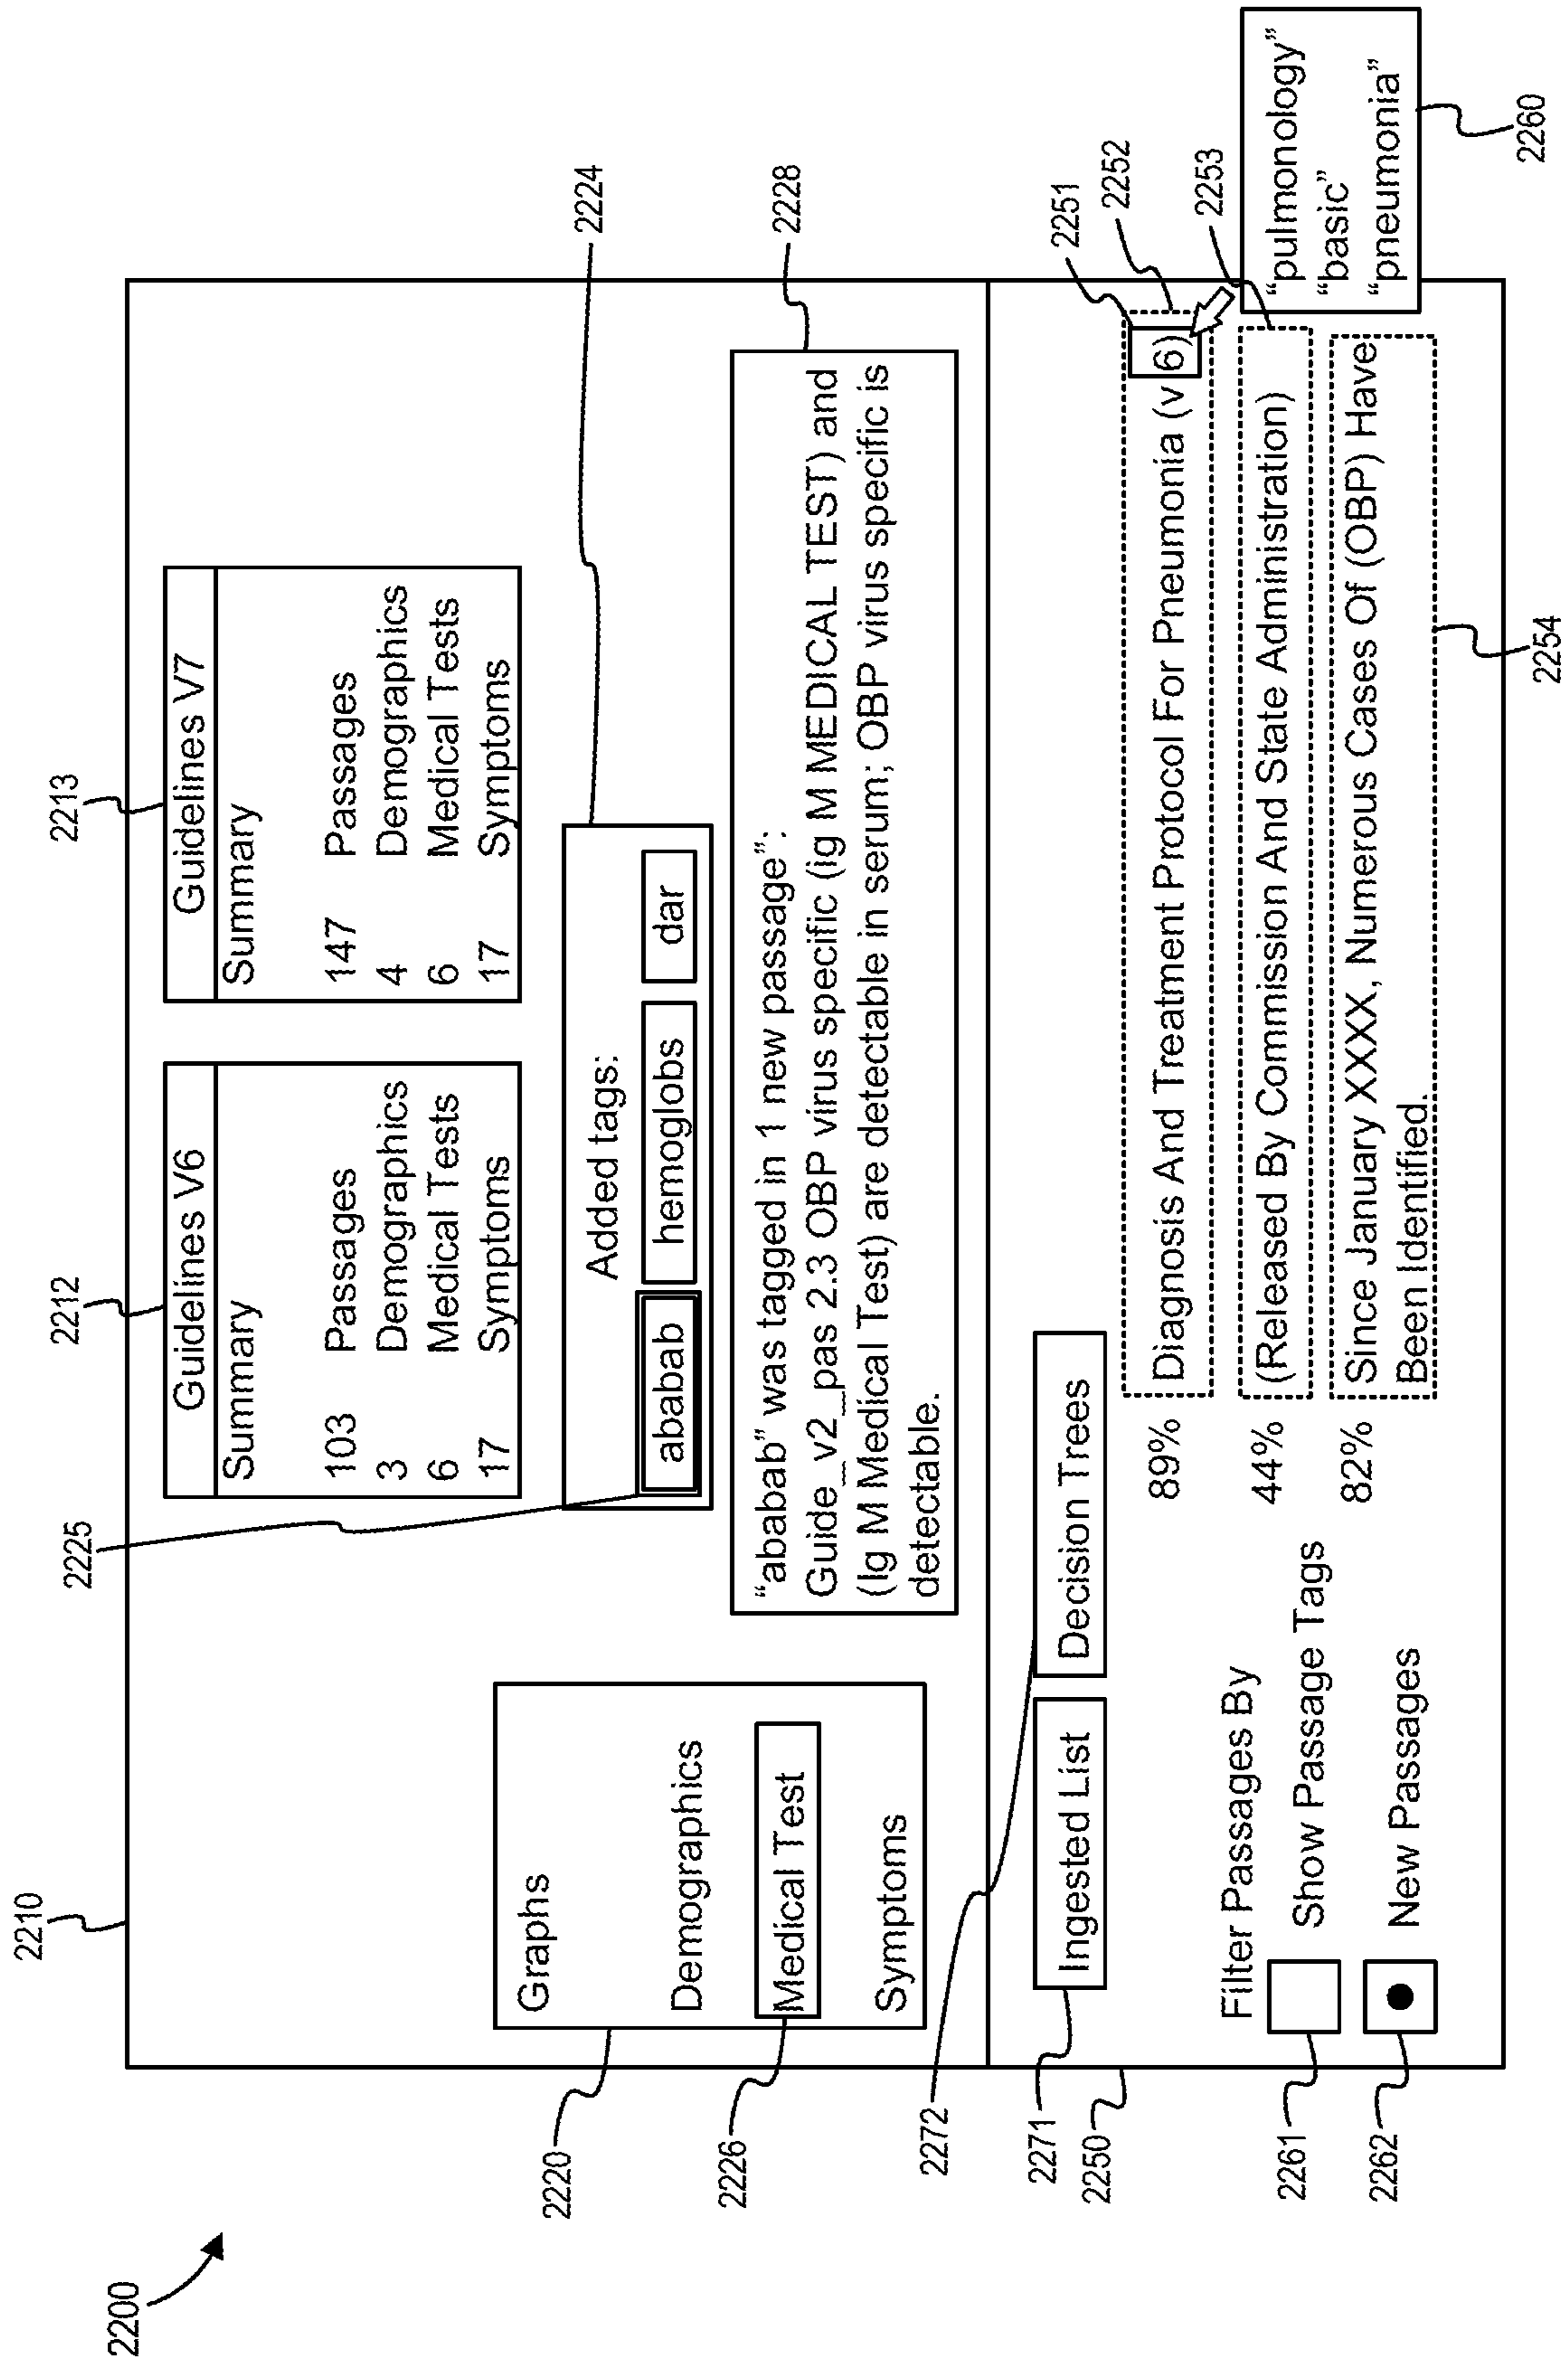 2200
2210
2212
2213
Guidelines V6
Summary
103 Passages
3 Demographics
6 Medical Tests
17 Symptoms
Guidelines V7
Summary
147 Passages
4 Demographics
6 Medical Tests
17 Symptoms
2220
Graphs
Demographics
Medical Test
Symptoms
2226
2225
2224
Added tags:
ababab
hemoglobs
dar
2228
“ababab” was tagged in 1 new passage”:
Guide_v2_pas 2.3 OBP virus specific (ig M MEDICAL TEST) and
(Ig M Medical Test) are detectable in serum; OBP virus specific is
detectable.
2272
2271
2250
Ingested List
Decision Trees
Filter Passages By
Show Passage Tags
New Passages
2261
2262
2251
2252
2253
89% Diagnosis And Treatment Protocol For Pneumonia (v 6)
44% (Released By Commission And State Administration)
82% Since January XXXX, Numerous Cases Of (OBP) Have
Been Identified.
2254
“pulmonology”
“basic”
“pneumonia”
2260